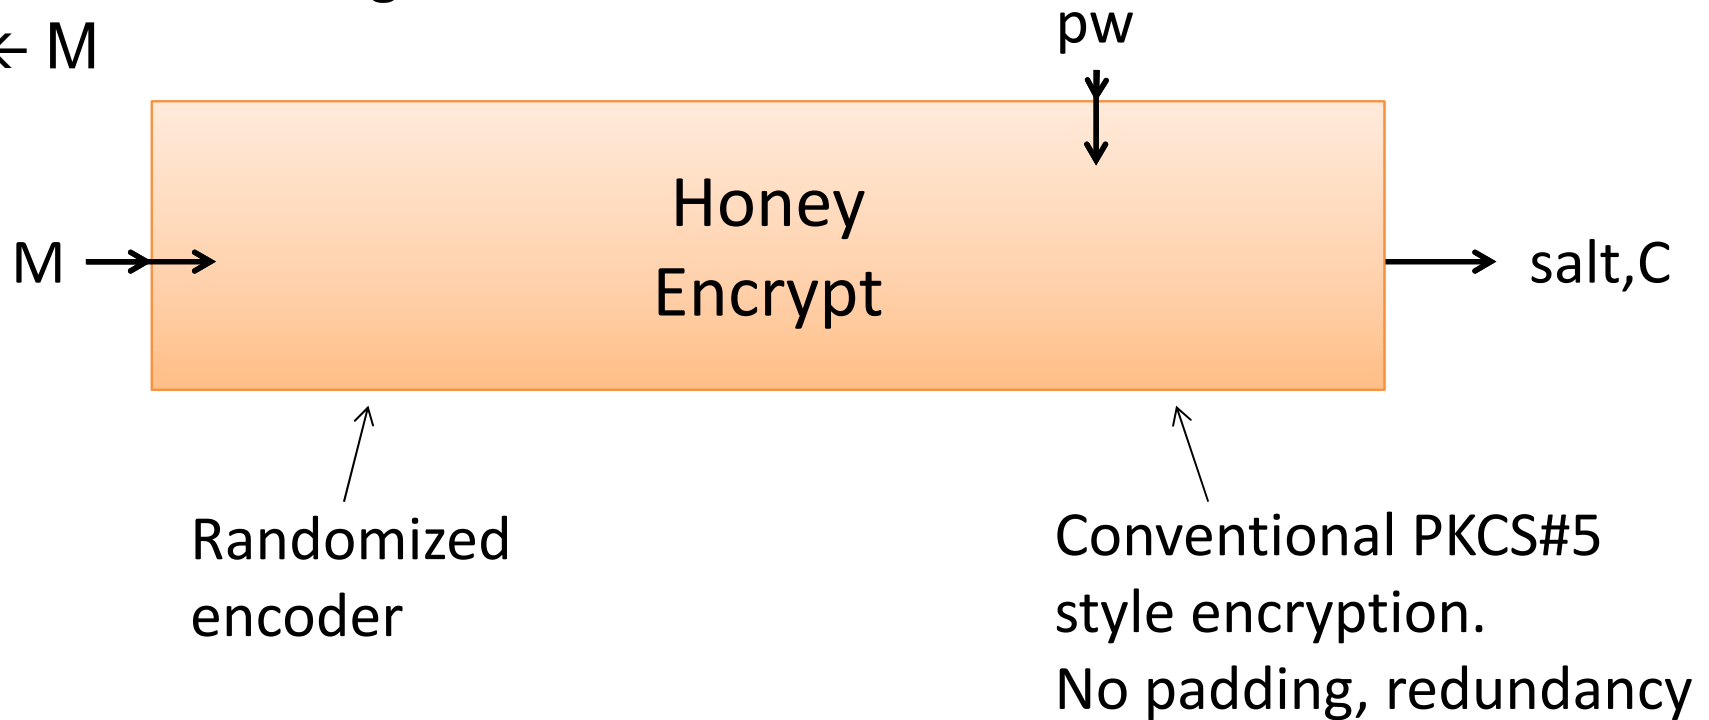 ← M
pw
Honey
Encrypt
M
salt,C
Randomized
encoder
Conventional PKCS#5
style encryption.
No padding, redundancy